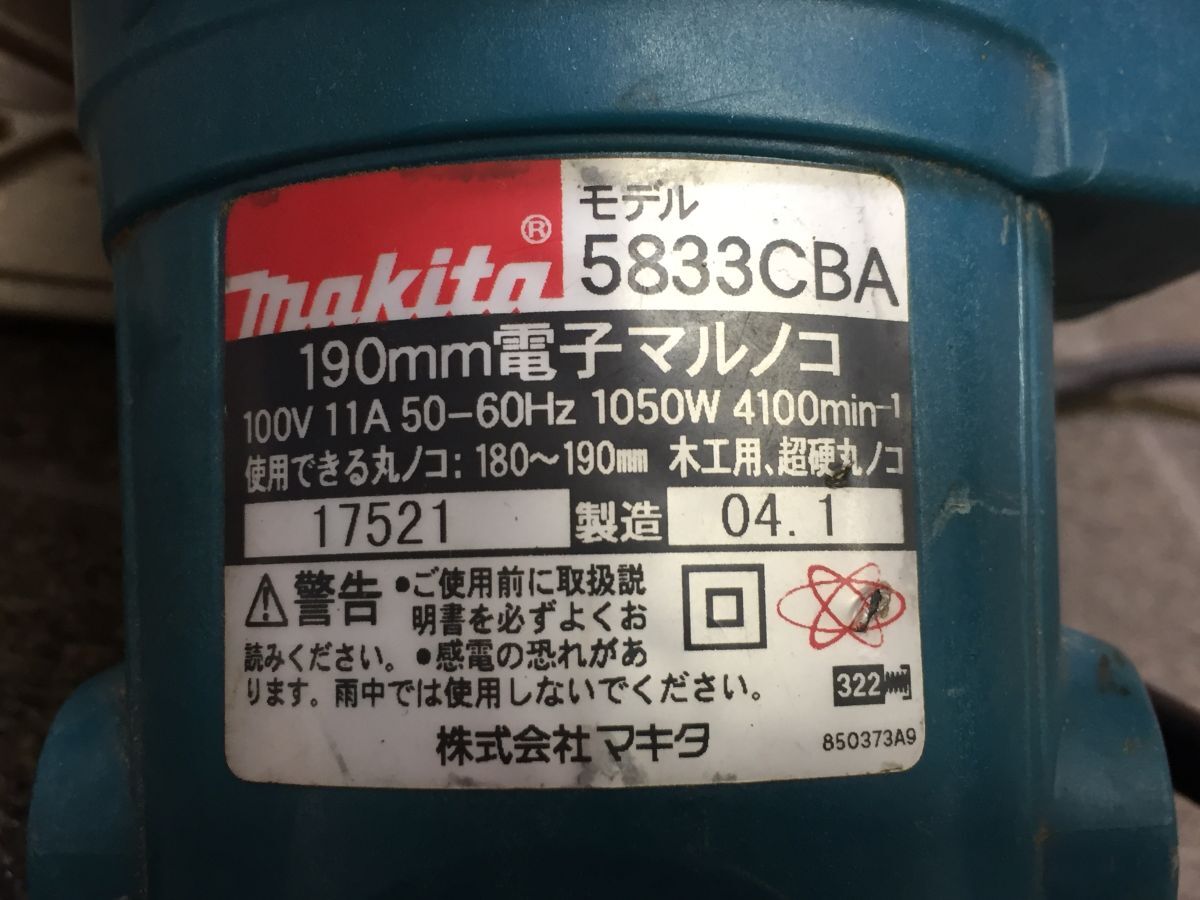 makita®
モデル
5833CBA
190mm電子マルノコ
100V 11A 50-60Hz 1050W 4100min-1
使用できる丸ノコ: 180～190mm 木工用、超硬丸ノコ
17521 製造 04.1
警告 •ご使用前に取扱説
明書を必ずよくお
読みください。•感電の恐れがあ
ります。雨中では使用しないでください。
322
株式会社マキタ
850373A9